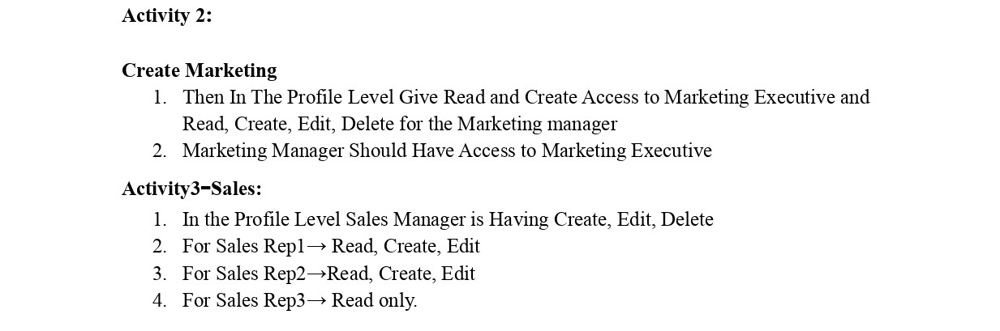 Activity 2:
Create Marketing
1. Then In The Profile Level Give Read and Create Access to Marketing Executive and
Read, Create, Edit, Delete for the Marketing manager
2. Marketing Manager Should Have Access to Marketing Executive
Activity3-Sales:
1. In the Profile Level Sales Manager is Having Create, Edit, Delete
2. For Sales Rep1→ Read, Create, Edit
3. For Sales Rep2→Read, Create, Edit
4. For Sales Rep3→ Read only.